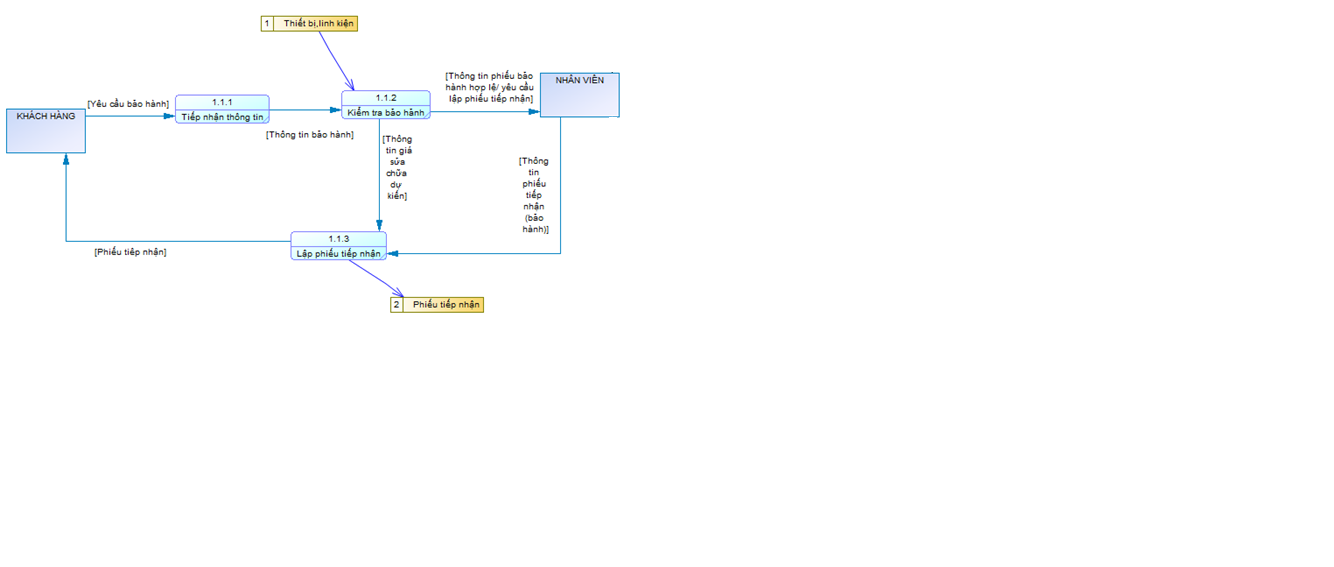 1 Thiết bị,linh kiện
[Thông tin phiếu bảo
hành hợp lệ/ yêu cầu
lập phiếu tiếp nhận]
NHÂN VIÊN
[Yêu cầu bảo hành]
1.1.1
Tiếp nhận thông tin
1.1.2
Kiểm tra bảo hành
KHÁCH HÀNG
[Thông tin bảo hành]
[Thông
tin giá
sửa
chữa
dự
kiến]
[Thông
tin
phiếu
tiếp
nhận
(bảo
hành)]
1.1.3
Lập phiếu tiếp nhận
[Phiếu tiếp nhận]
2 Phiếu tiếp nhận